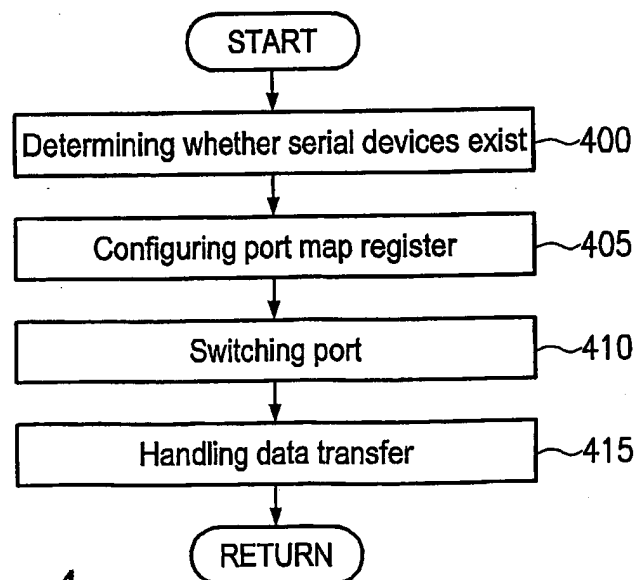 START
Determining whether serial devices exist 400
Configuring port map register 405
Switching port 410
Handling data transfer 415
RETURN